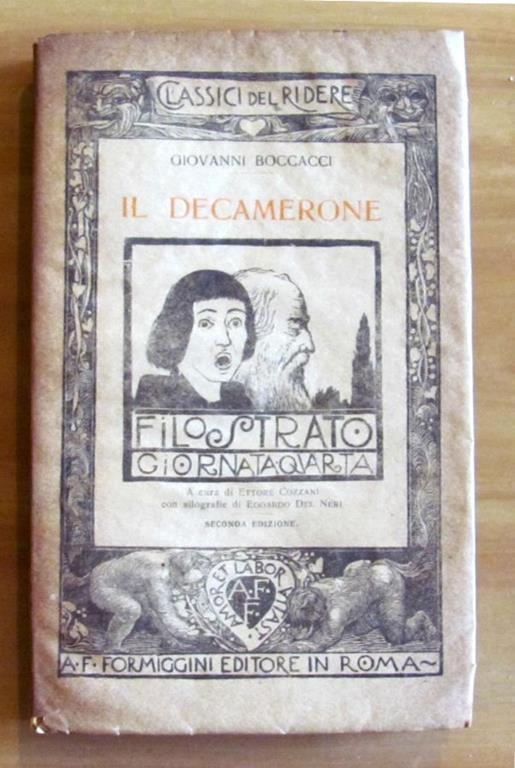 CLASSICI DEL RIDERE
GIOVANNI BOCCACCI
IL DECAMERONE
FILOSTRATO
GIORNATA·QVARTA
A cura di ETTORE COZZANI
con silografie di EDOARDO DEL NERI
SECONDA EDIZIONE.
AMOR ET LABOR VITAST
A·F·
F·
A·F·FORMIGGINI EDITORE IN ROMA~